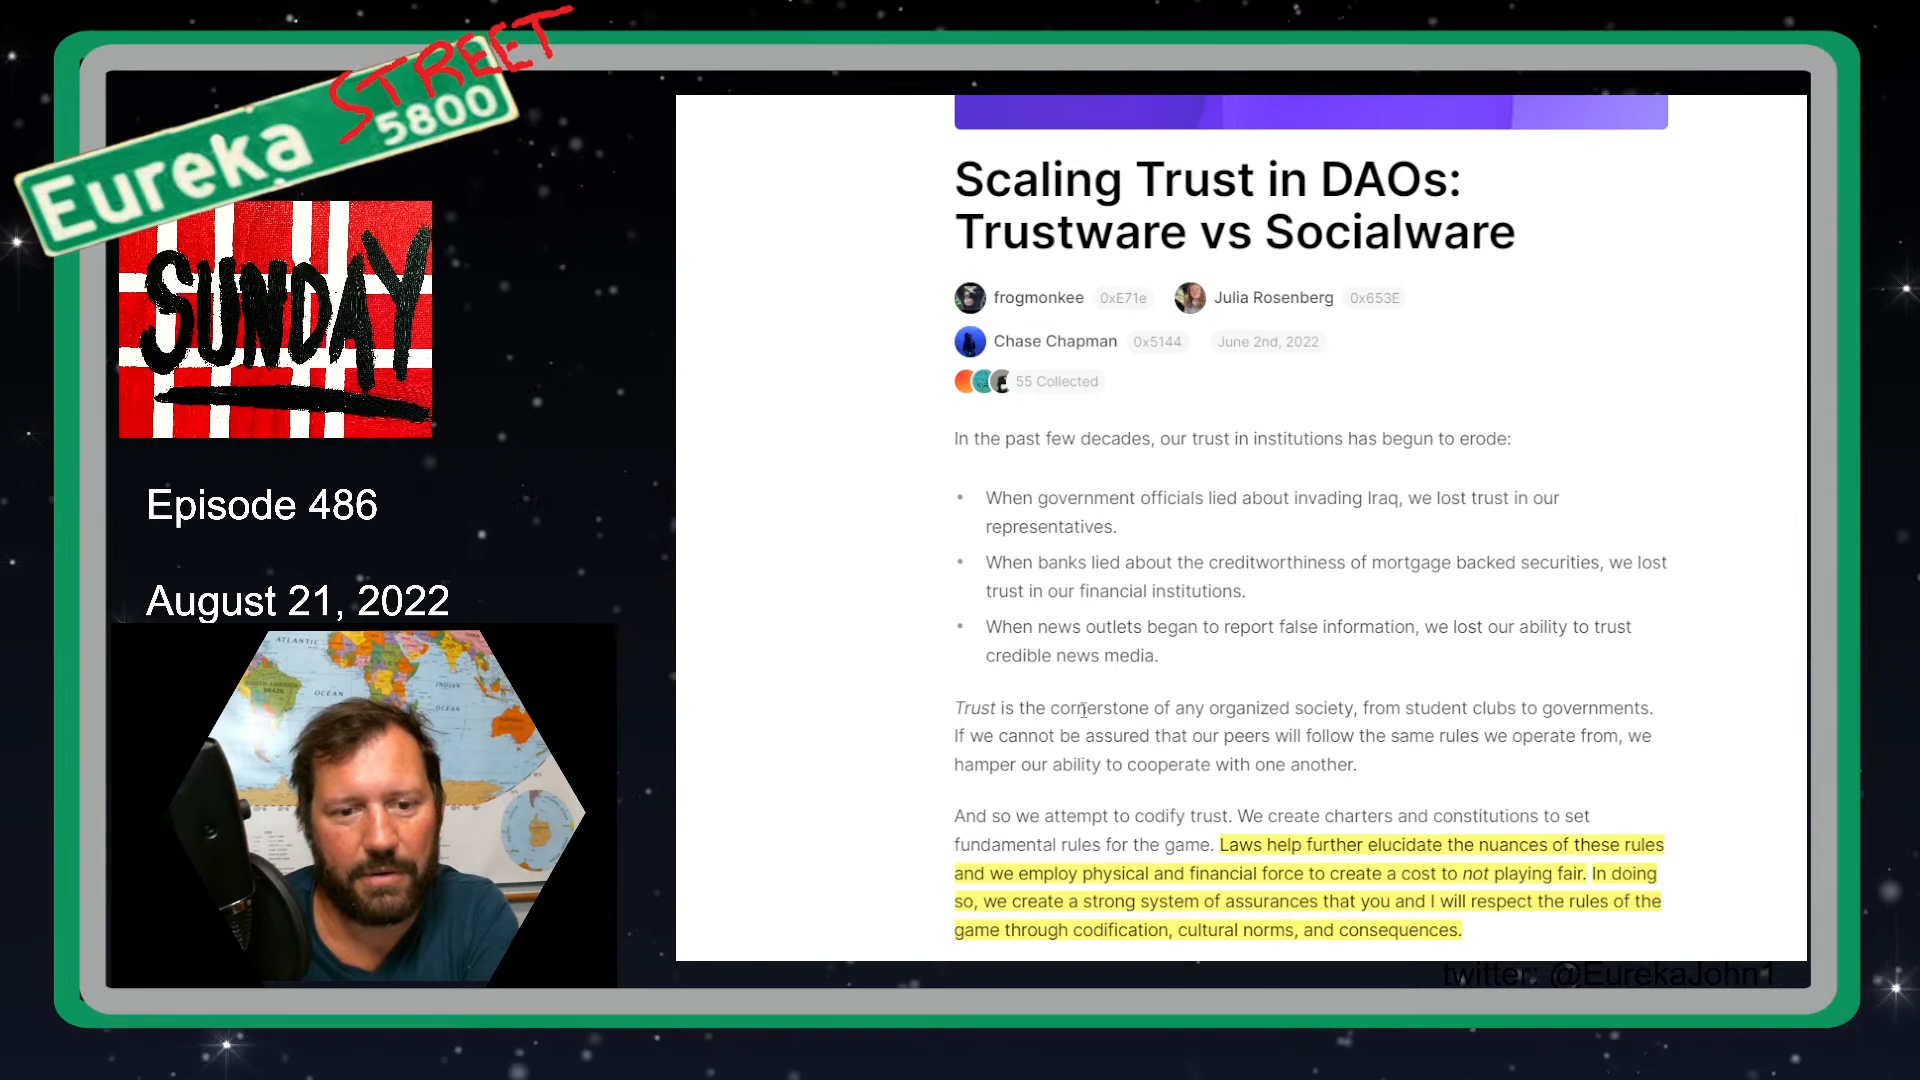 Eureka
STREET
5800
SUNDAY
Episode 486
August 21, 2022
ATLANTIC
OCEAN
INDIAN
OCEAN
SOUTH AMERICA
BRAZIL
Scaling Trust in DAOs:
Trustware vs Socialware
frogmonkee 0xE71e Julia Rosenberg 0x653E
Chase Chapman 0x5144 June 2nd, 2022
55 Collected
In the past few decades, our trust in institutions has begun to erode:
• When government officials lied about invading Iraq, we lost trust in our
representatives.
• When banks lied about the creditworthiness of mortgage backed securities, we lost
trust in our financial institutions.
• When news outlets began to report false information, we lost our ability to trust
credible news media.
Trust is the cornerstone of any organized society, from student clubs to governments.
If we cannot be assured that our peers will follow the same rules we operate from, we
hamper our ability to cooperate with one another.
And so we attempt to codify trust. We create charters and constitutions to set
fundamental rules for the game. Laws help further elucidate the nuances of these rules
and we employ physical and financial force to create a cost to not playing fair. In doing
so, we create a strong system of assurances that you and I will respect the rules of the
game through codification, cultural norms, and consequences.
twitter: @EurekaJohn1